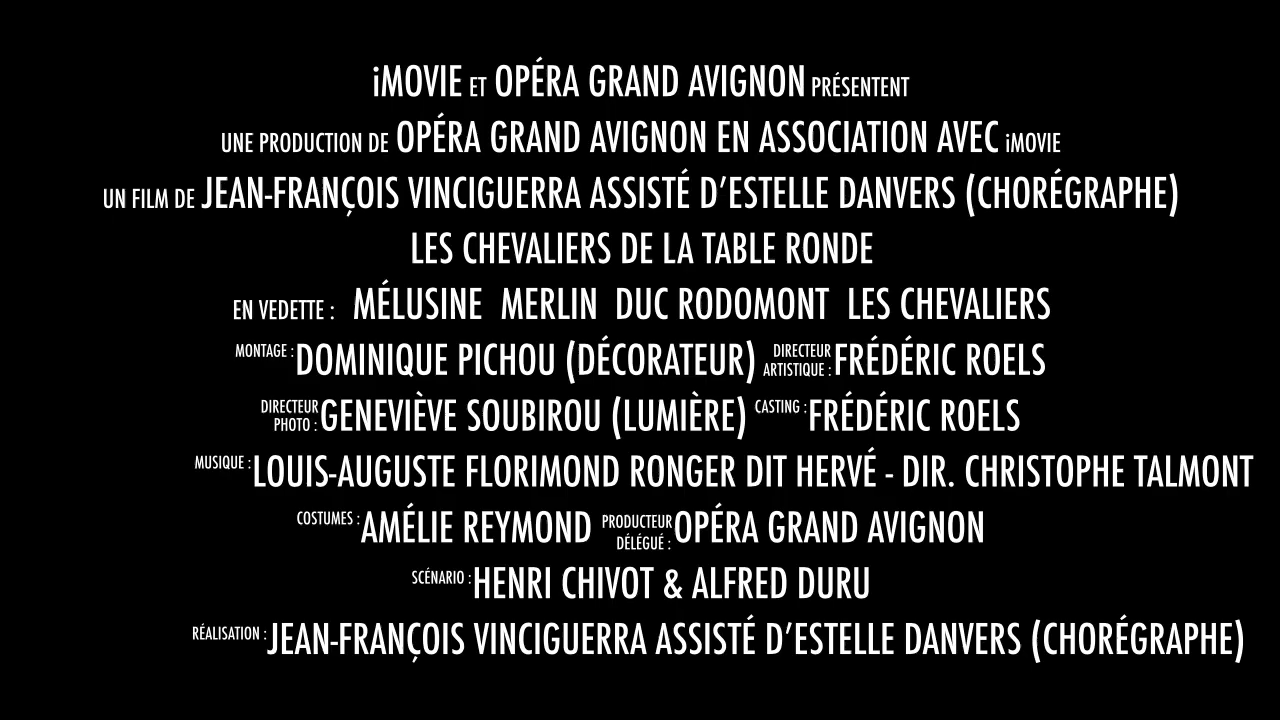 iMOVIE ET OPÉRA GRAND AVIGNON PRÉSENTENT
UNE PRODUCTION DE OPÉRA GRAND AVIGNON EN ASSOCIATION AVEC iMOVIE
UN FILM DE JEAN-FRANÇOIS VINCIGUERRA ASSISTÉ D’ESTELLE DANVERS (CHORÉGRAPHE)
LES CHEVALIERS DE LA TABLE RONDE
EN VEDETTE : MÉLUSINE MERLIN DUC RODOMONT LES CHEVALIERS
MONTAGE : DOMINIQUE PICHOU (DÉCORATEUR) DIRECTEUR ARTISTIQUE : FRÉDÉRIC ROELS
DIRECTEUR PHOTO : GENEVIÈVE SOUBIROU (LUMIÈRE) CASTING : FRÉDÉRIC ROELS
MUSIQUE : LOUIS-AUGUSTE FLORIMOND RONGER DIT HERVÉ - DIR. CHRISTOPHE TALMONT
COSTUMES : AMÉLIE REYMOND PRODUCTEUR DÉLÉGUÉ : OPÉRA GRAND AVIGNON
SCÉNARIO : HENRI CHIVOT & ALFRED DURU
RÉALISATION : JEAN-FRANÇOIS VINCIGUERRA ASSISTÉ D’ESTELLE DANVERS (CHORÉGRAPHE)